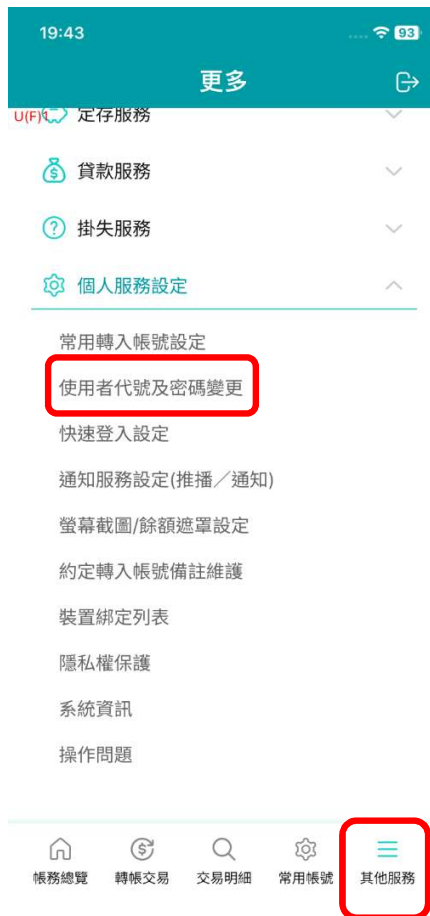 19:43
93
更多
U(F)1
定存服務
貸款服務
掛失服務
個人服務設定
常用轉入帳號設定
使用者代號及密碼變更
快速登入設定
通知服務設定(推播／通知)
螢幕截圖/餘額遮罩設定
約定轉入帳號備註維護
裝置綁定列表
隱私權保護
系統資訊
操作問題
帳務總覽 轉帳交易 交易明細 常用帳號 其他服務